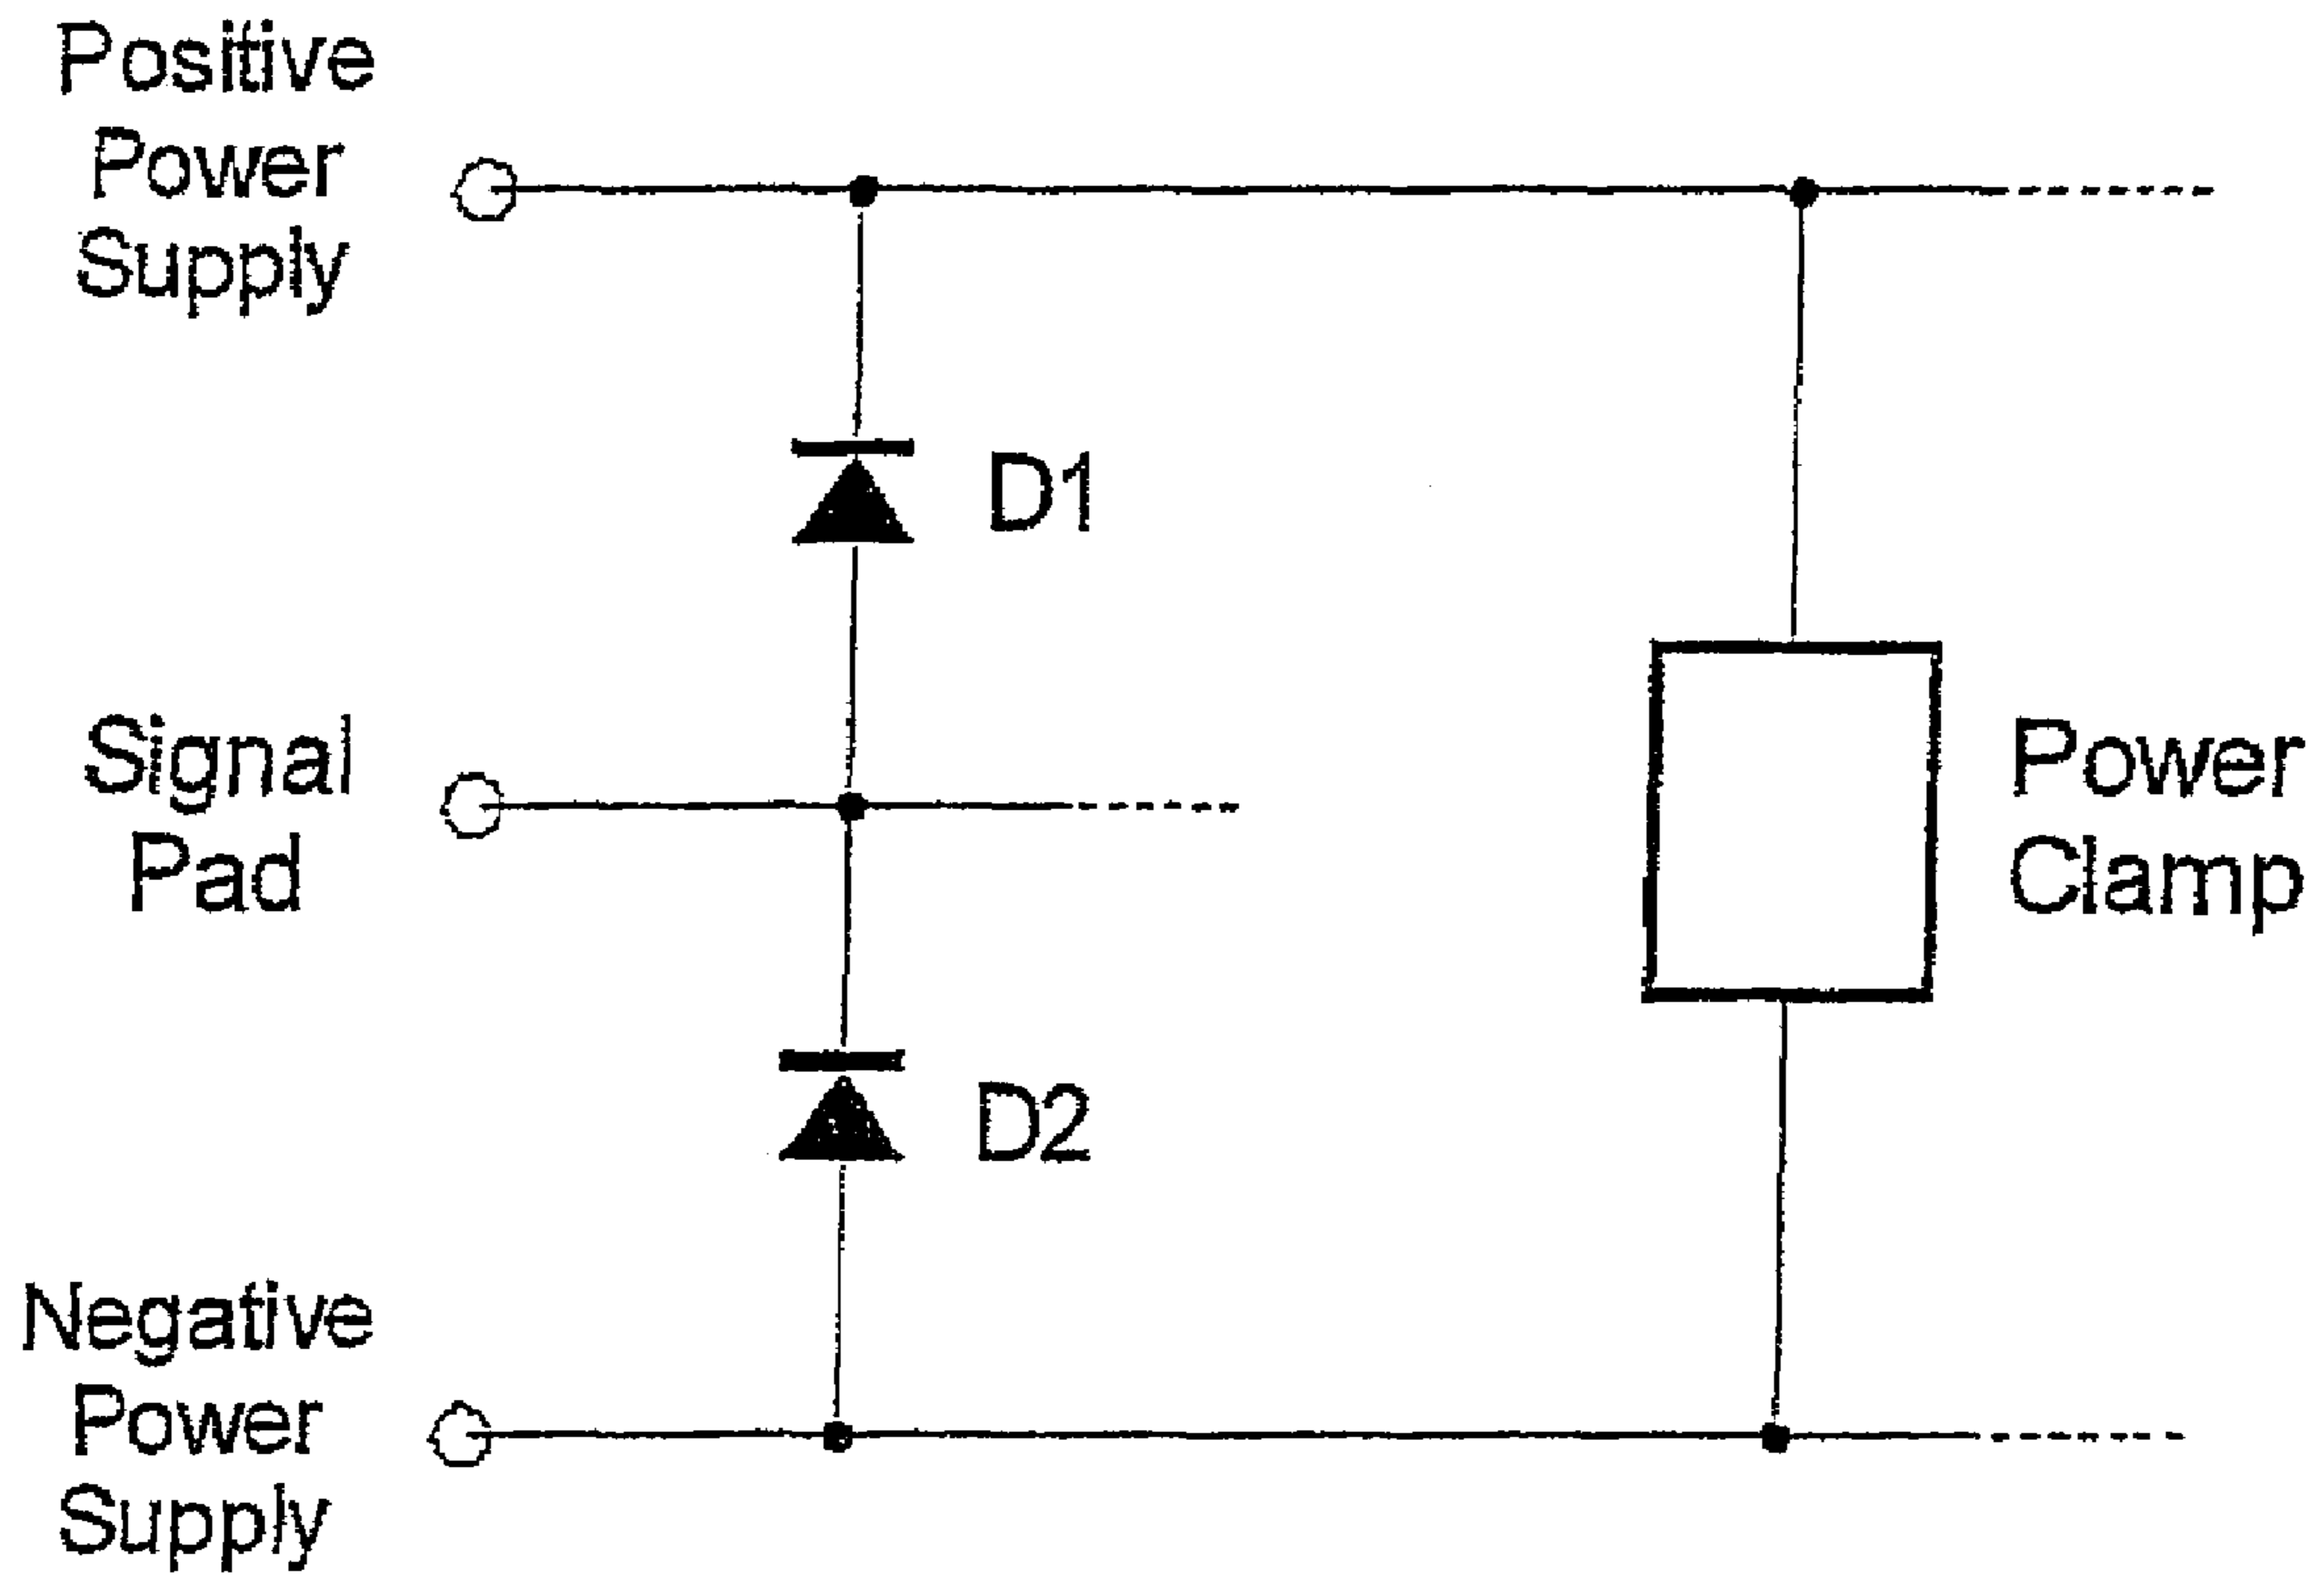 Positive
Power
Supply
D1
Signal
Pad
Power
Clamp
D2
Negative
Power
Supply